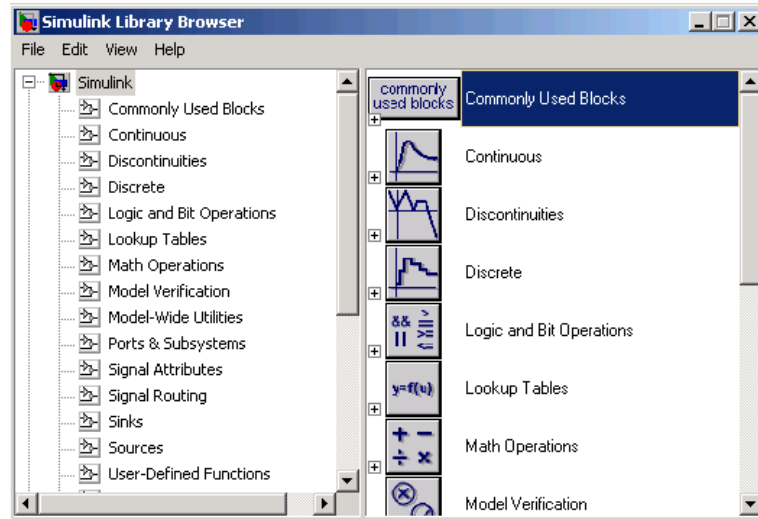 Simulink Library Browser
File Edit View Help
Simulink
Commonly Used Blocks
Continuous
Discontinuities
Discrete
Logic and Bit Operations
Lookup Tables
Math Operations
Model Verification
Model-Wide Utilities
Ports & Subsystems
Signal Attributes
Signal Routing
Sinks
Sources
User-Defined Functions
commonly
used blocks
Commonly Used Blocks
Continuous
Discontinuities
Discrete
&& >
|| >=
<=
Logic and Bit Operations
y=f(u)
Lookup Tables
+ −
÷ ×
Math Operations
Model Verification